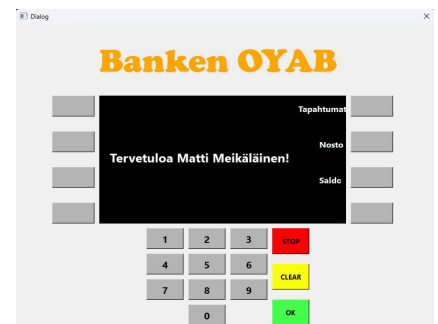 Dialog
Banken OYAB
Tapahtumat
Nosto
Tervetuloa Matti Meikäläinen!
Saldo
1 2 3 STOP
4 5 6
CLEAR
7 8 9
0 OK